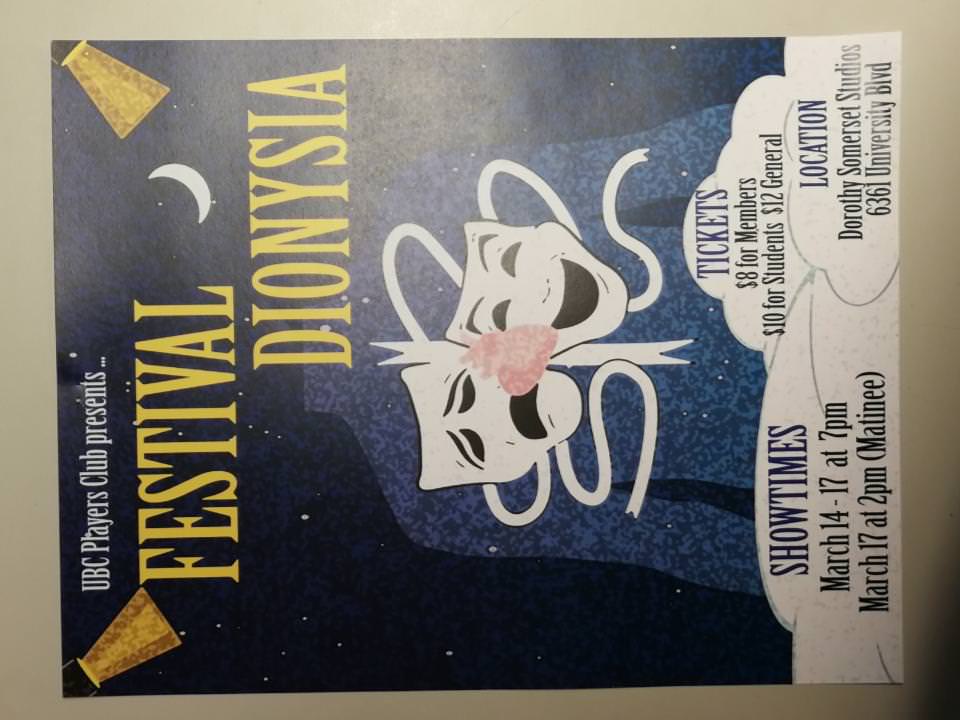 UBC Players Club presents ...
FESTIVAL
DIONYSIA
TICKETS
$8 for Members
$10 for Students $12 General
SHOWTIMES
March 14 - 17 at 7pm
March 17 at 2pm (Matinee)
LOCATION
Dorothy Somerset Studios
6361 University Blvd